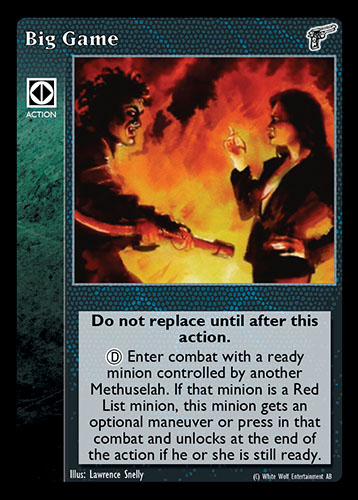 Big Game
ACTION
Do not replace until after this
action.
Ⓓ Enter combat with a ready
minion controlled by another
Methuselah. If that minion is a Red
List minion, this minion gets an
optional maneuver or press in that
combat and unlocks at the end of
the action if he or she is still ready.
Illus: Lawrence Snelly
(C) White Wolf Entertainment AB